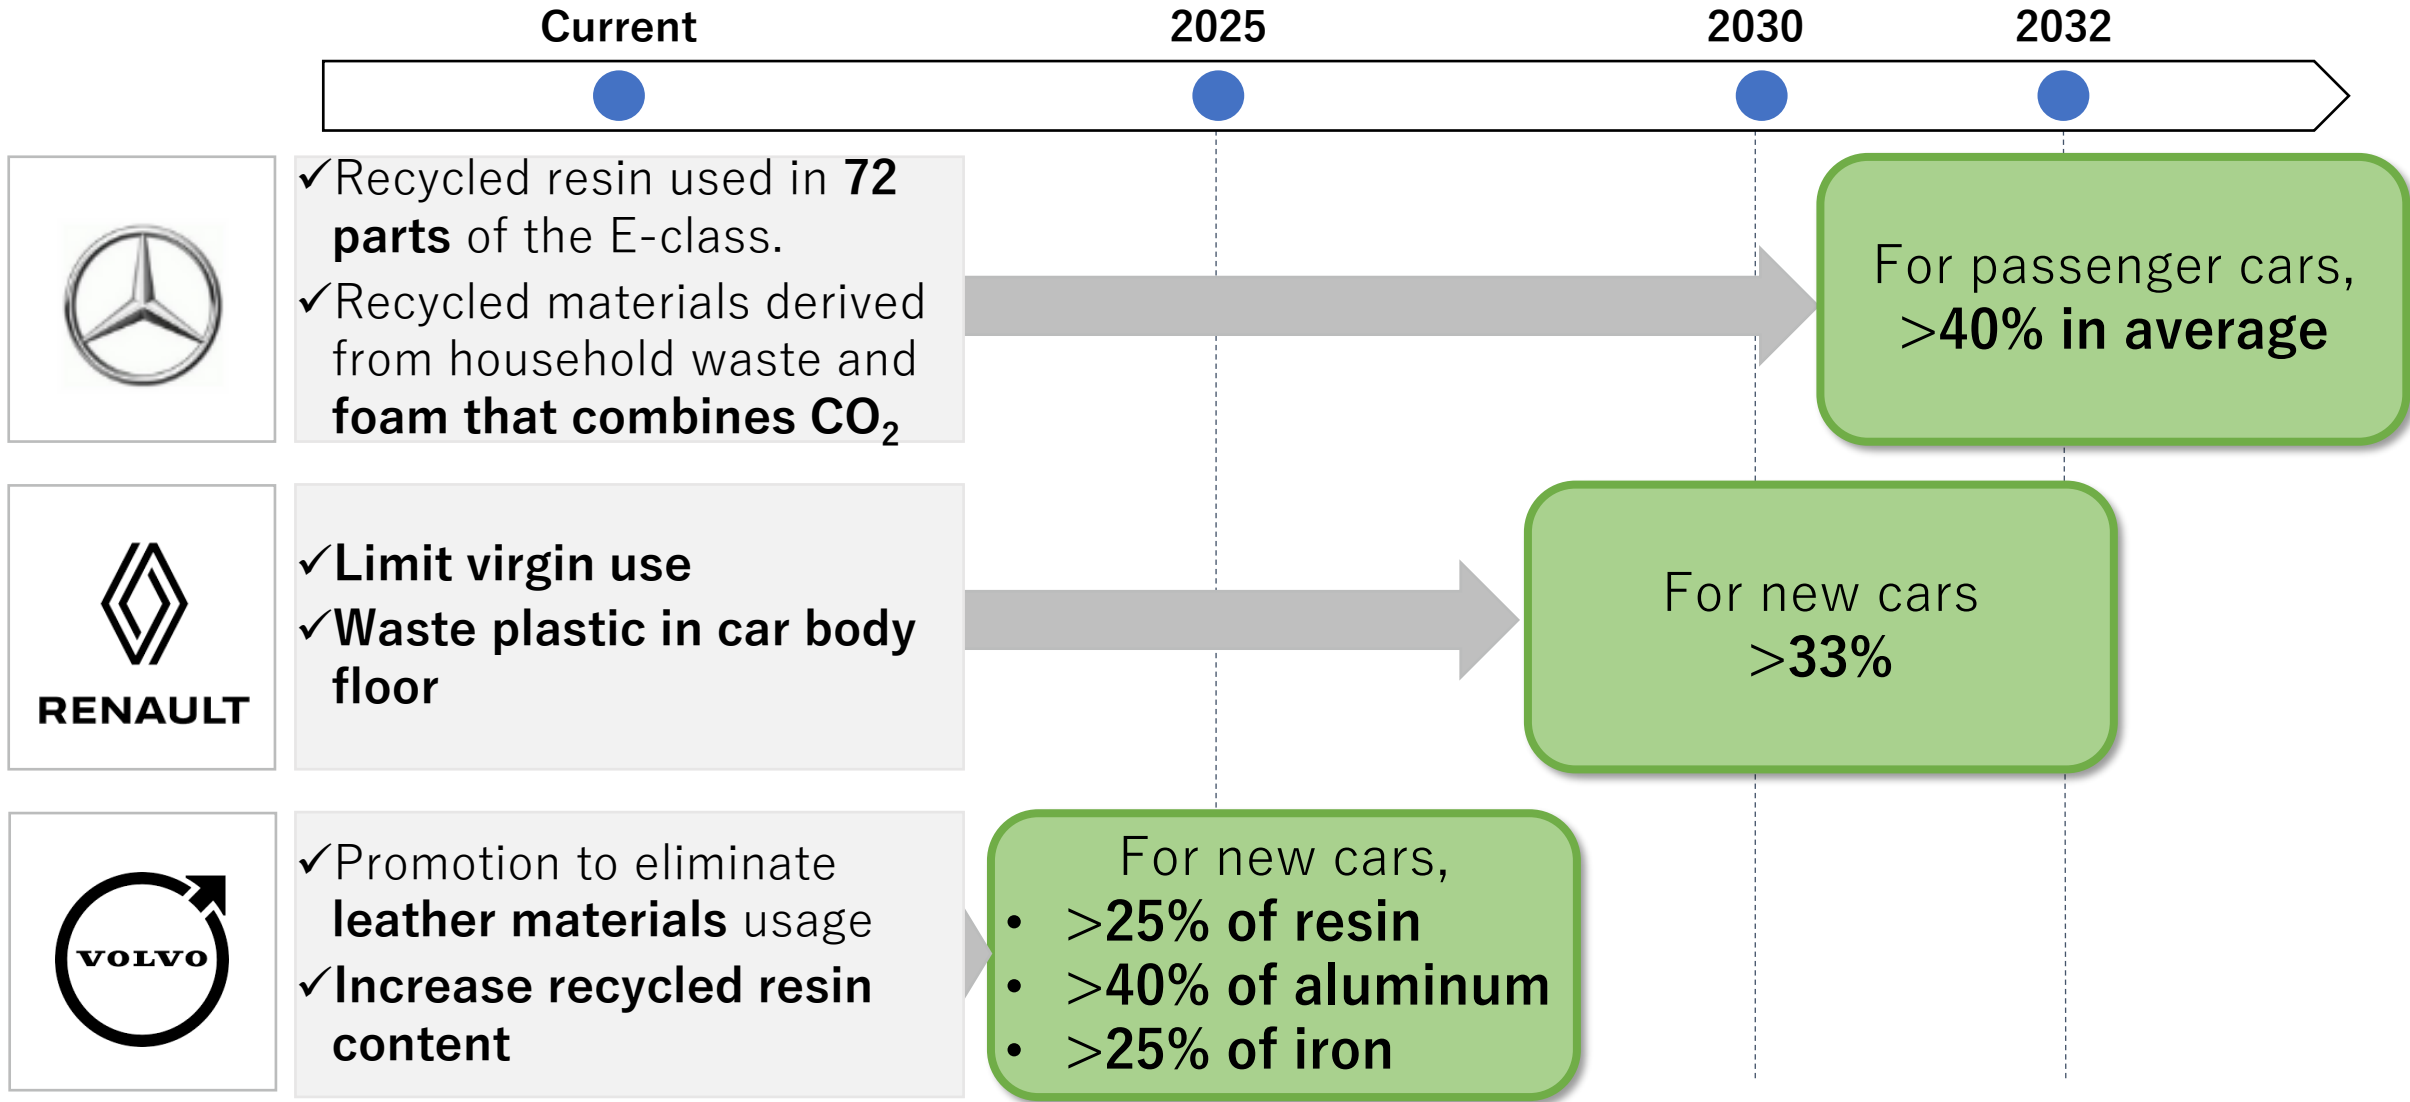 Current
2025
2030
2032
✓Recycled resin used in 72
parts of the E-class.
✓Recycled materials derived
from household waste and
foam that combines CO₂
For passenger cars,
>40% in average
RENAULT
✓Limit virgin use
✓Waste plastic in car body
floor
For new cars
>33%
VOLVO
✓Promotion to eliminate
leather materials usage
✓Increase recycled resin
content
For new cars,
• >25% of resin
• >40% of aluminum
• >25% of iron